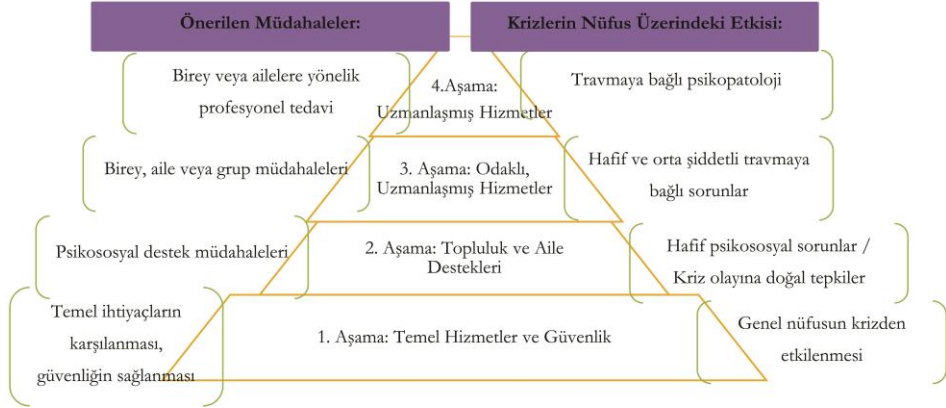 Önerilen Müdahaleler:
Krizlerin Nüfus Üzerindeki Etkisi:
Birey veya ailelere yönelik
profesyonel tedavi
4.Aşama:
Uzmanlaşmış Hizmetler
Travmaya bağlı psikopatoloji
Birey, aile veya grup müdahaleleri
3. Aşama: Odaklı,
Uzmanlaşmış Hizmetler
Hafif ve orta şiddetli travmaya
bağlı sorunlar
Psikososyal destek müdahaleleri
2. Aşama: Topluluk ve Aile
Destekleri
Hafif psikososyal sorunlar /
Kriz olayına doğal tepkiler
Temel ihtiyaçların
karşılanması,
güvenliğin sağlanması
1. Aşama: Temel Hizmetler ve Güvenlik
Genel nüfusun krizden
etkilenmesi